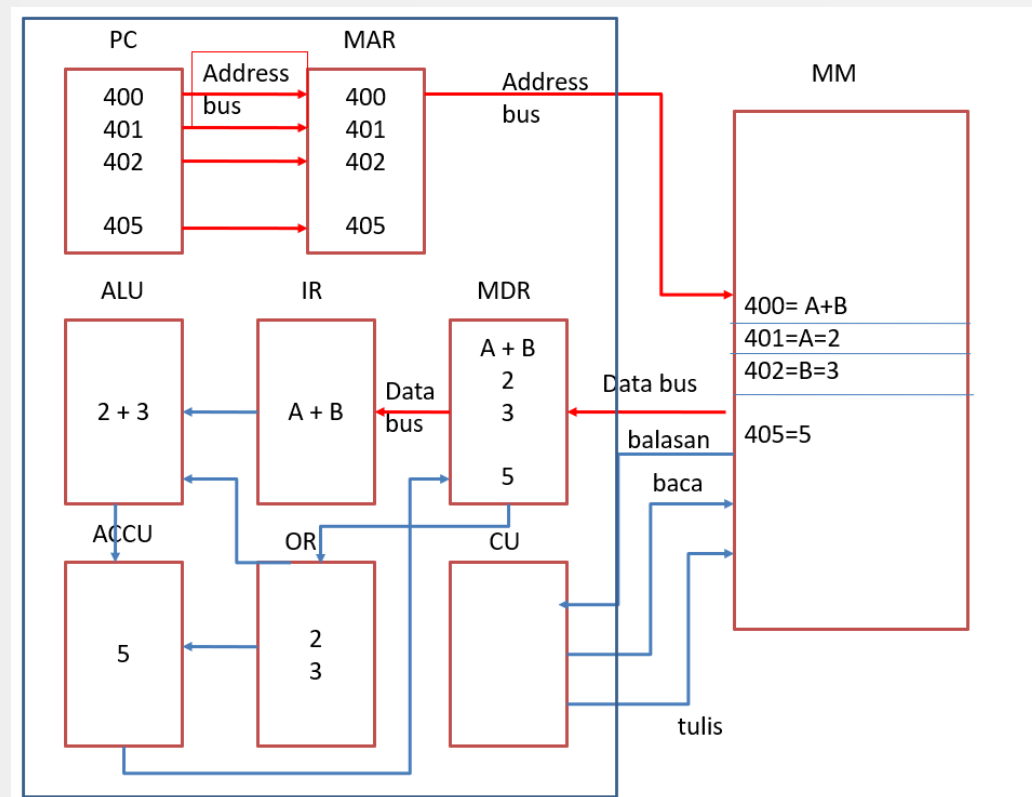 PC
400
401
402
405
Address
bus
MAR
400
401
402
405
Address
bus
MM
400= A+B
401=A=2
402=B=3
405=5
ALU
2 + 3
IR
A + B
Data
bus
MDR
A + B
2
3
5
Data bus
balasan
baca
tulis
ACCU
5
OR
2
3
CU